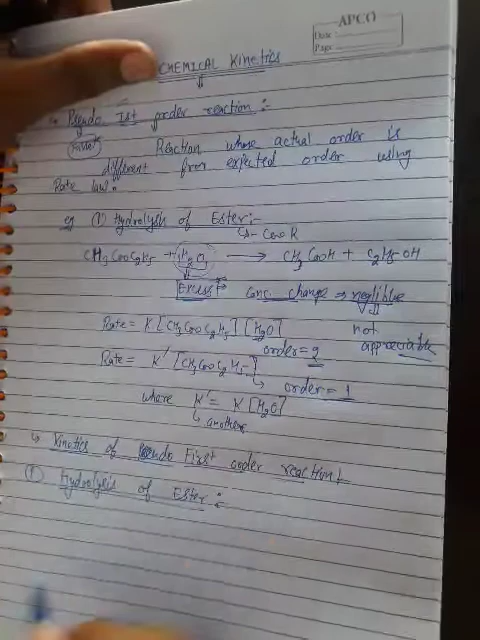 APCO
Date :
Page :
CHEMICAL Kinetics
Pseudo Ist order reaction :-
(False) Reaction whose actual order is
different from expected order using
Rate law.
eg (1) Hydrolysis of Ester:-
CH3COOC2H5 + H2O → CH3COOH + C2H5-OH
Excess → conc. change ⇒ neglible
Rate = K[CH3COOC2H5] [H2O] not
order = 2 appreciable
Rate = K' [CH3COOC2H5]
order = 1
where K' = K [H2O]
another
↳ Kinetics of Pseudo First order reaction!
(1) Hydrolysis of Ester :-